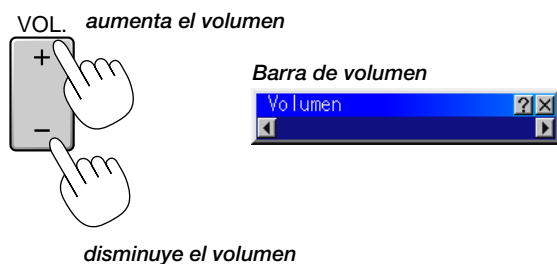 VOL. aumenta el volumen
+
Barra de volumen
Volumen ? ×
−
disminuye el volumen